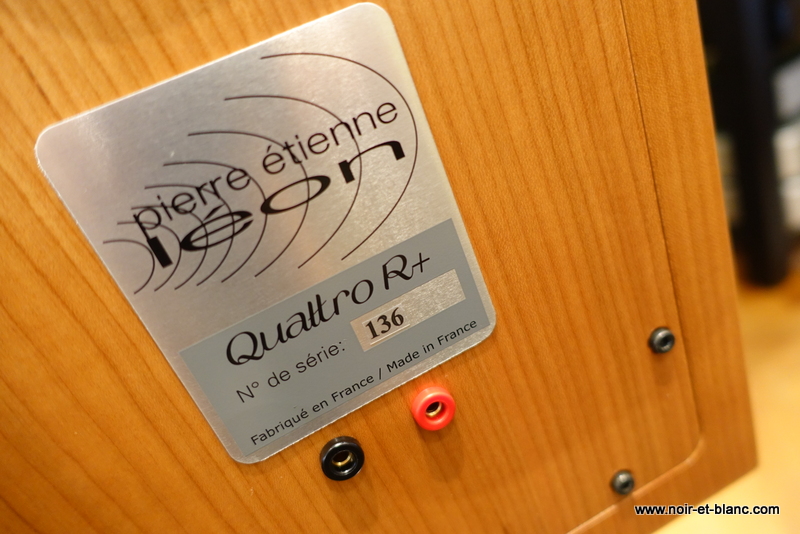 pierre étienne
léon
Quattro R+
N° de série: 136
Fabriqué en France / Made in France
www.noir-et-blanc.com